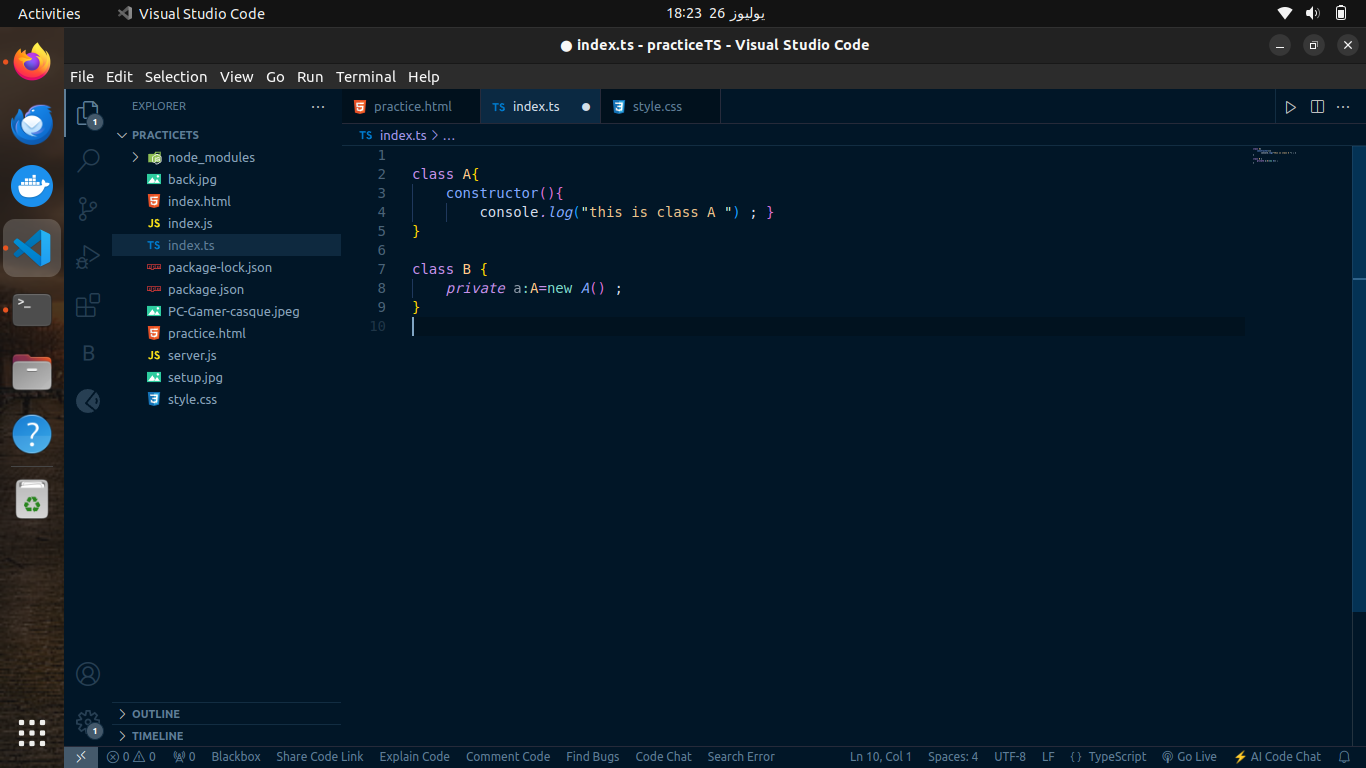 Activities Visual Studio Code 18:23 26 يوليوز
● index.ts - practiceTS - Visual Studio Code
File Edit Selection View Go Run Terminal Help
EXPLORER
practice.html
TS index.ts
style.css
PRACTICETS
node_modules
back.jpg
index.html
JS index.js
TS index.ts
package-lock.json
package.json
PC-Gamer-casque.jpeg
practice.html
JS server.js
setup.jpg
style.css
OUTLINE
TIMELINE
B
1
1
TS index.ts > ...
1
2 class A{
3 constructor(){
4 console.log("this is class A ") ; }
5 }
6
7 class B {
8 private a:A=new A() ;
9 }
10
0 0 0 Blackbox Share Code Link Explain Code Comment Code Find Bugs Code Chat Search Error Ln 10, Col 1 Spaces: 4 UTF-8 LF { } TypeScript Go Live AI Code Chat